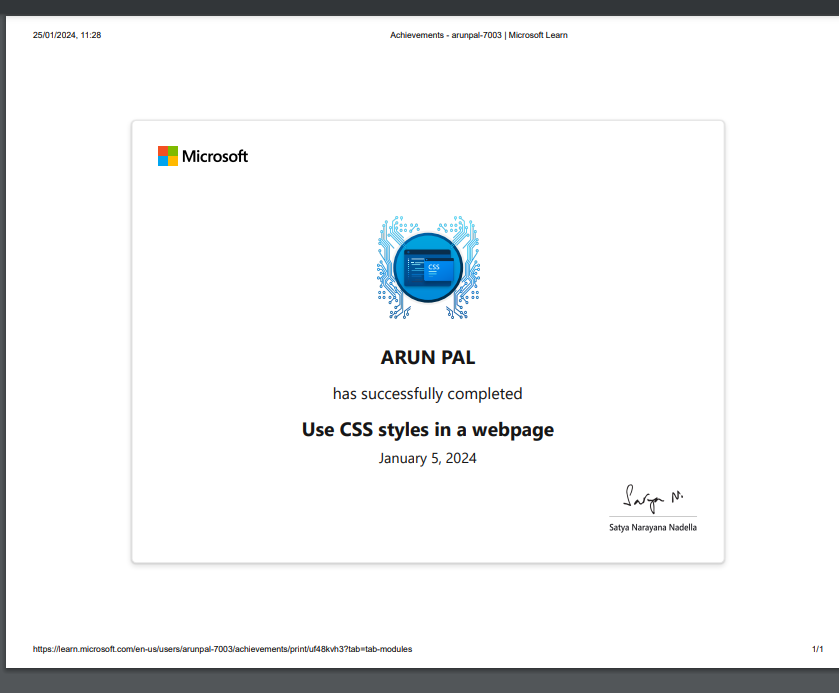 25/01/2024, 11:28 Achievements - arunpal-7003 | Microsoft Learn
Microsoft
CSS
ARUN PAL
has successfully completed
Use CSS styles in a webpage
January 5, 2024
Satya N.
Satya Narayana Nadella
https://learn.microsoft.com/en-us/users/arunpal-7003/achievements/print/uf48kvh3?tab=tab-modules 1/1